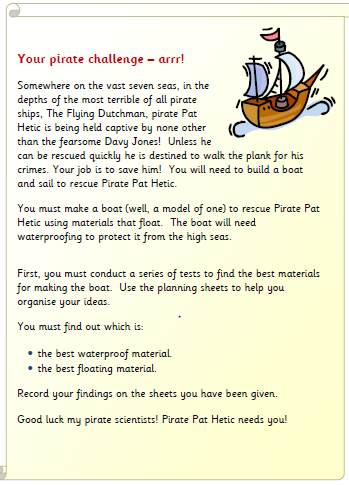 Your pirate challenge – arrr!
Somewhere on the vast seven seas, in the
depths of the most terrible of all pirate
ships, The Flying Dutchman, pirate Pat
Hetic is being held captive by none other
than the fearsome Davy Jones!  Unless he
can be rescued quickly he is destined to walk the plank for his
crimes. Your job is to save him!  You will need to build a boat
and sail to rescue Pirate Pat Hetic.
You must make a boat (well, a model of one) to rescue Pirate Pat
Hetic using materials that float.  The boat will need
waterproofing to protect it from the high seas.
First, you must conduct a series of tests to find the best materials
for making the boat.  Use the planning sheets to help you
organise your ideas.
You must find out which is:
• the best waterproof material.
• the best floating material.
Record your findings on the sheets you have been given.
Good luck my pirate scientists! Pirate Pat Hetic needs you!